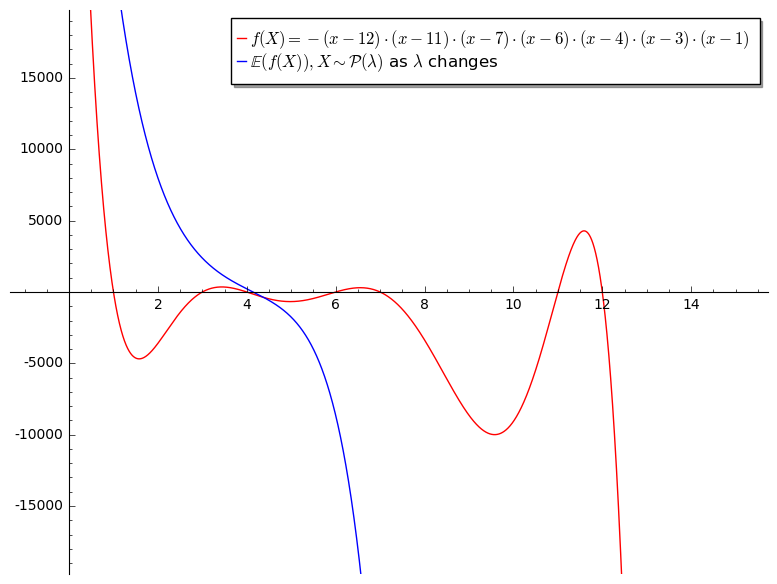 f(X) = −(x − 12) · (x − 11) · (x − 7) · (x − 6) · (x − 4) · (x − 3) · (x − 1)
𝔼(f(X)), X ∼ 𝒫(λ) as λ changes
15000
10000
5000
2 4 6 8 10 12 14
-5000
-10000
-15000